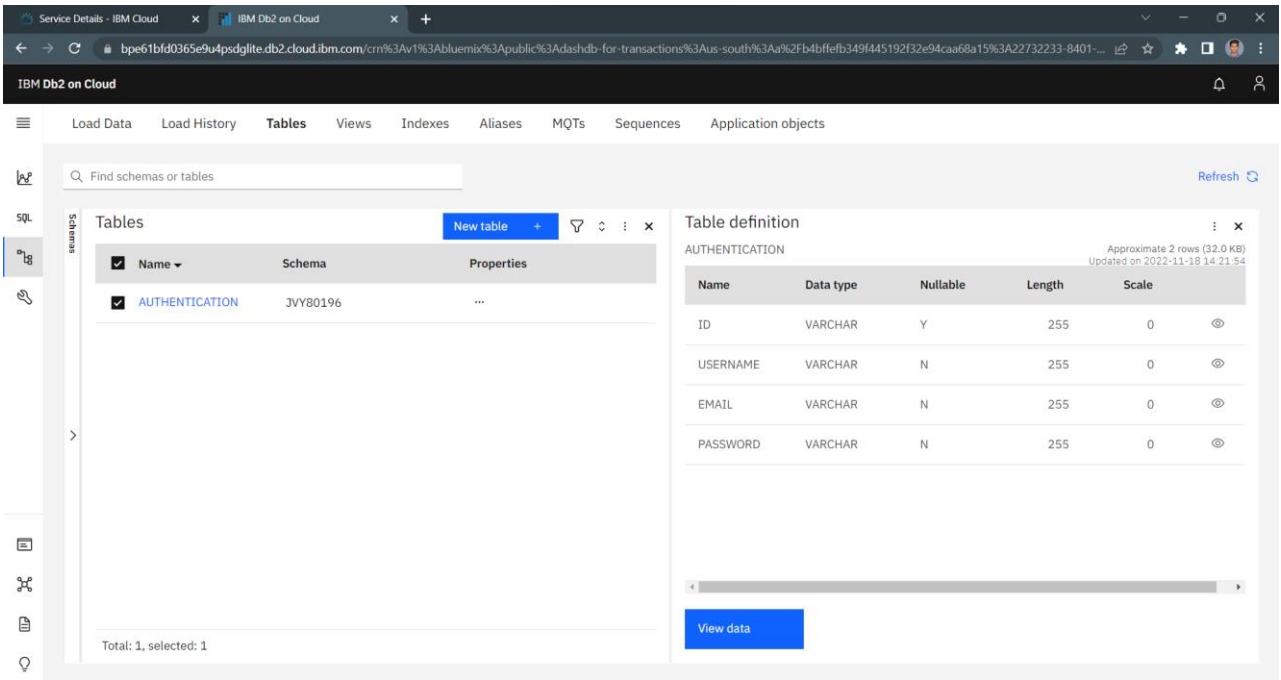 Service Details - IBM Cloud
IBM Db2 on Cloud
bpe61bfd0365e9u4psdglite.db2.cloud.ibm.com/crn%3Av1%3Abluemix%3Apublic%3Adashdb-for-transactions%3Aus-south%3Aa%2Fb4bffefb349f445192f32e94caa68a15%3A22732233-8401-...
IBM Db2 on Cloud
Load Data Load History Tables Views Indexes Aliases MQTs Sequences Application objects
Find schemas or tables
Refresh
SQL
Schemas
Tables
New table +
Name Schema Properties
AUTHENTICATION JVY80196 ...
Total: 1, selected: 1
Table definition
AUTHENTICATION
Approximate 2 rows (32.0 KB)
Updated on 2022-11-18 14:21:54
Name Data type Nullable Length Scale
ID VARCHAR Y 255 0
USERNAME VARCHAR N 255 0
EMAIL VARCHAR N 255 0
PASSWORD VARCHAR N 255 0
View data